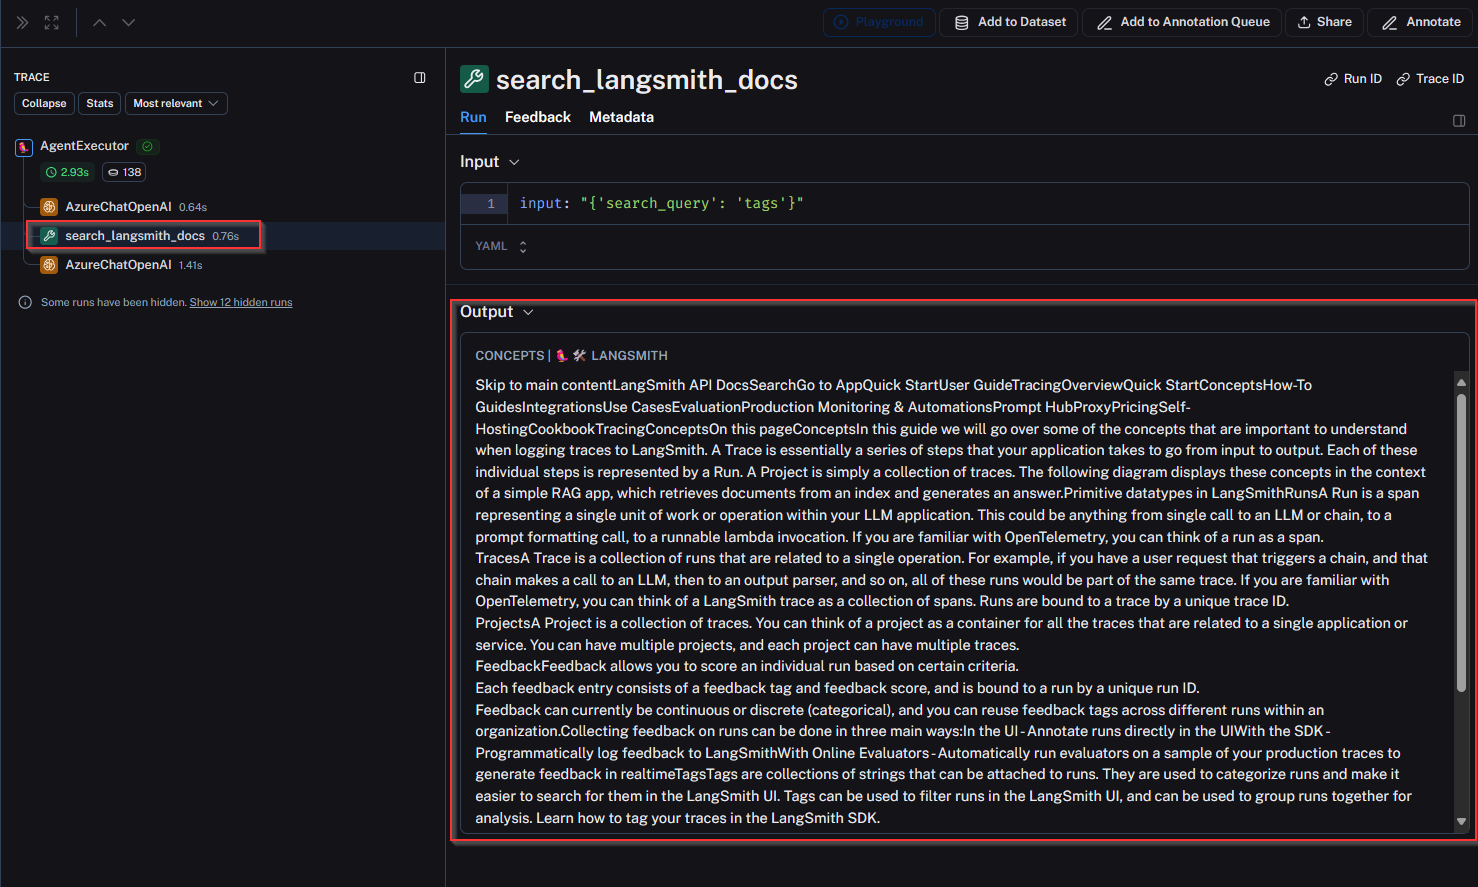 Playground
Add to Dataset
Add to Annotation Queue
Share
Annotate
TRACE
Collapse
Stats
Most relevant
AgentExecutor
2.93s
138
AzureChatOpenAI 0.64s
search_langsmith_docs 0.76s
AzureChatOpenAI 1.41s
Some runs have been hidden. Show 12 hidden runs
search_langsmith_docs
Run ID
Trace ID
Run
Feedback
Metadata
Input
1 input: "{'search_query': 'tags'}"
YAML
Output
CONCEPTS | LANGSMITH
Skip to main contentLangSmith API DocsSearchGo to AppQuick StartUser GuideTracingOverviewQuick StartConceptsHow-To
GuidesIntegrationsUse CasesEvaluationProduction Monitoring & AutomationsPrompt HubProxyPricingSelf-
HostingCookbookTracingConceptsOn this pageConceptsIn this guide we will go over some of the concepts that are important to understand
when logging traces to LangSmith. A Trace is essentially a series of steps that your application takes to go from input to output. Each of these
individual steps is represented by a Run. A Project is simply a collection of traces. The following diagram displays these concepts in the context
of a simple RAG app, which retrieves documents from an index and generates an answer.Primitive datatypes in LangSmithRunsA Run is a span
representing a single unit of work or operation within your LLM application. This could be anything from single call to an LLM or chain, to a
prompt formatting call, to a runnable lambda invocation. If you are familiar with OpenTelemetry, you can think of a run as a span.
TracesA Trace is a collection of runs that are related to a single operation. For example, if you have a user request that triggers a chain, and that
chain makes a call to an LLM, then to an output parser, and so on, all of these runs would be part of the same trace. If you are familiar with
OpenTelemetry, you can think of a LangSmith trace as a collection of spans. Runs are bound to a trace by a unique trace ID.
ProjectsA Project is a collection of traces. You can think of a project as a container for all the traces that are related to a single application or
service. You can have multiple projects, and each project can have multiple traces.
FeedbackFeedback allows you to score an individual run based on certain criteria.
Each feedback entry consists of a feedback tag and feedback score, and is bound to a run by a unique run ID.
Feedback can currently be continuous or discrete (categorical), and you can reuse feedback tags across different runs within an
organization.Collecting feedback on runs can be done in three main ways:In the UI - Annotate runs directly in the UIWith the SDK -
Programmatically log feedback to LangSmithWith Online Evaluators - Automatically run evaluators on a sample of your production traces to
generate feedback in realtimeTagsTags are collections of strings that can be attached to runs. They are used to categorize runs and make it
easier to search for them in the LangSmith UI. Tags can be used to filter runs in the LangSmith UI, and can be used to group runs together for
analysis. Learn how to tag your traces in the LangSmith SDK.